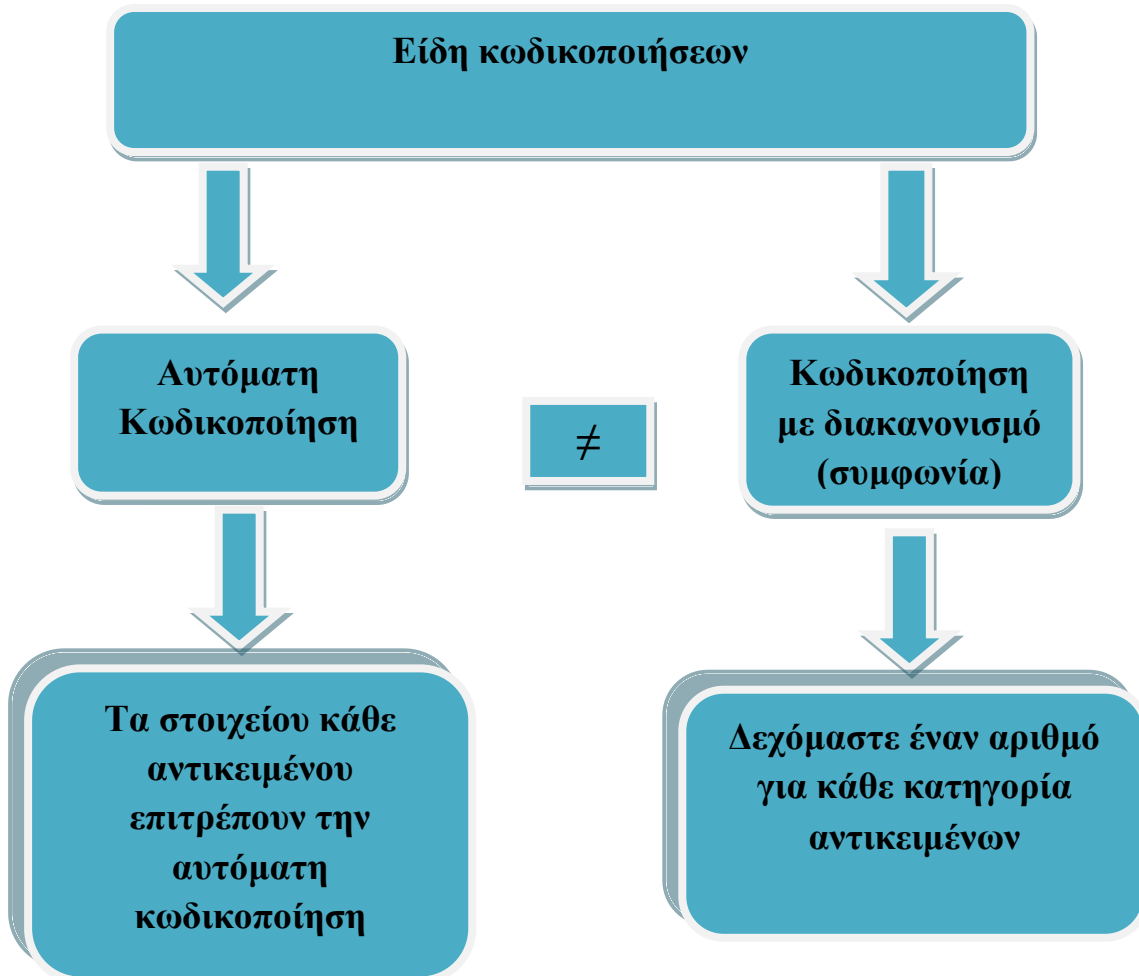 Είδη κωδικοποιήσεων
Αυτόματη
Κωδικοποίηση
≠
Κωδικοποίηση
με διακανονισμό
(συμφωνία)
Τα στοιχείου κάθε
αντικειμένου
επιτρέπουν την
αυτόματη
κωδικοποίηση
Δεχόμαστε έναν αριθμό
για κάθε κατηγορία
αντικειμένων